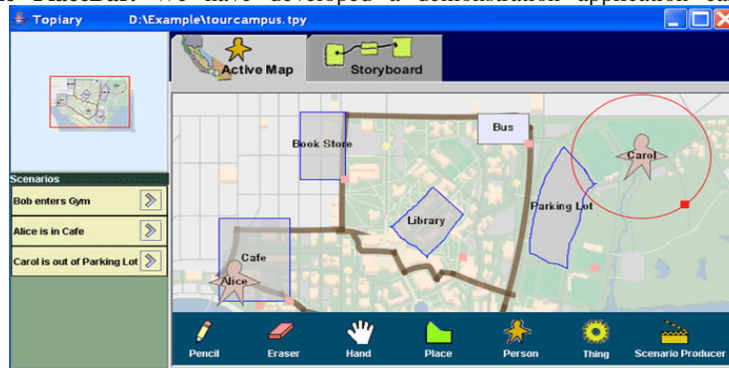 PlaceBar. We have developed a demonstration application
Topiary D:\Example\tourcampus.tpy
Active Map Storyboard
Book Store
Bus
Carol
Scenarios
Bob enters Gym
Parking Lot
Library
Alice is in Cafe
Cafe
Carol is out of Parking Lot
Alice
Pencil Eraser Hand Place Person Thing Scenario Producer